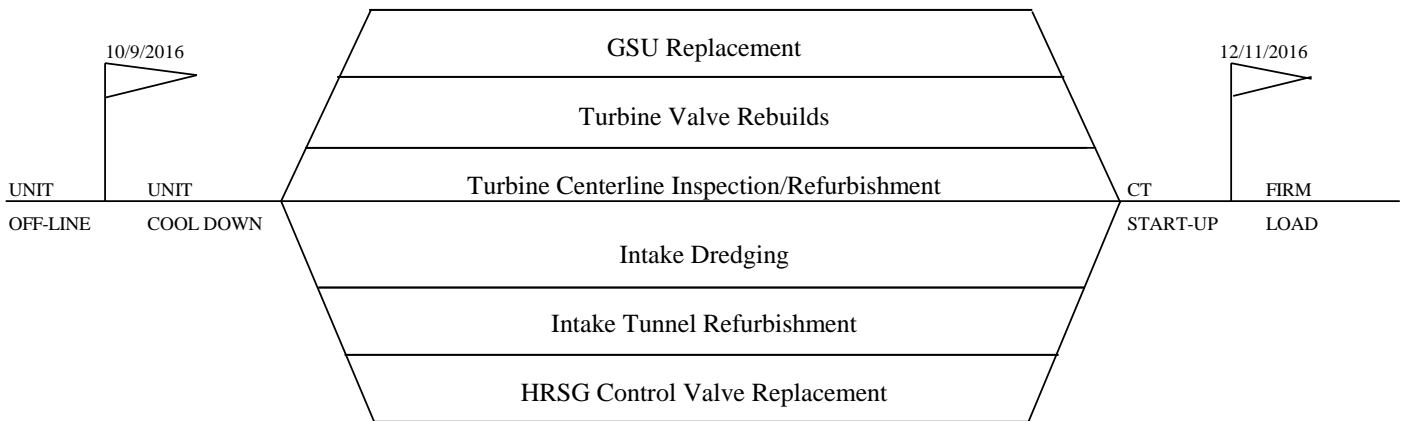 GSU Replacement
10/9/2016
12/11/2016
Turbine Valve Rebuilds
UNIT
UNIT
Turbine Centerline Inspection/Refurbishment
CT
FIRM
OFF-LINE
COOL DOWN
START-UP
LOAD
Intake Dredging
Intake Tunnel Refurbishment
HRSG Control Valve Replacement